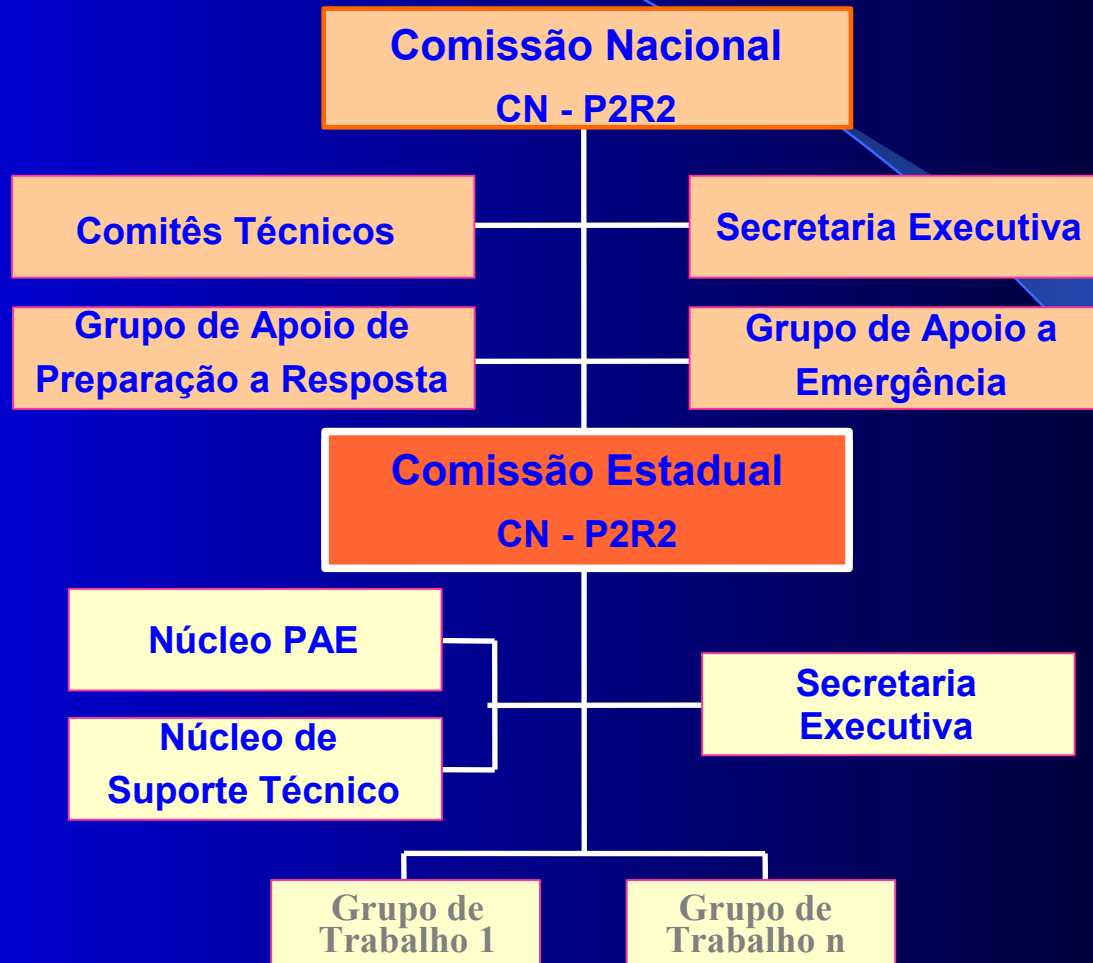 Comissão Nacional
CN - P2R2
Comitês Técnicos
Secretaria Executiva
Grupo de Apoio de
Preparação a Resposta
Grupo de Apoio a
Emergência
Comissão Estadual
CN - P2R2
Núcleo PAE
Núcleo de
Suporte Técnico
Secretaria
Executiva
Grupo de
Trabalho 1
Grupo de
Trabalho n